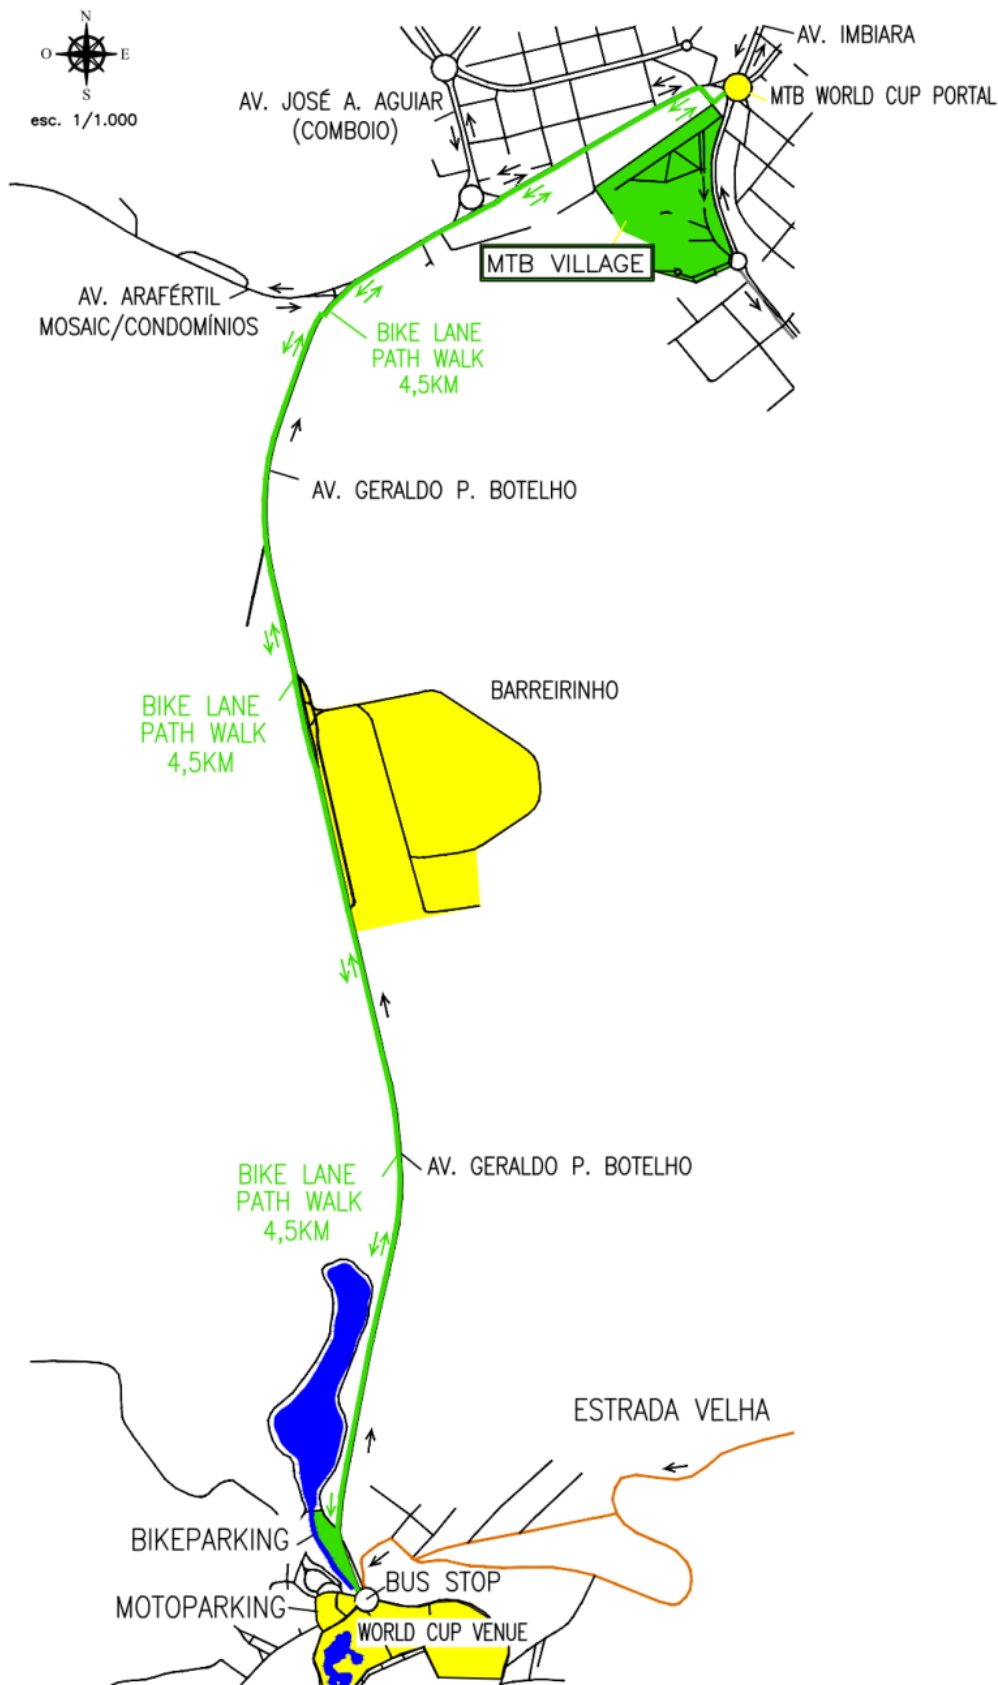 N
O
E
S
esc. 1/1.000
AV. IMBIARA
MTB WORLD CUP PORTAL
AV. JOSÉ A. AGUIAR
(COMBOIO)
MTB VILLAGE
AV. ARAFÉRTIL
MOSAIC/CONDOMÍNIOS
BIKE LANE
PATH WALK
4,5KM
AV. GERALDO P. BOTELHO
BARREIRINHO
BIKE LANE
PATH WALK
4,5KM
AV. GERALDO P. BOTELHO
BIKE LANE
PATH WALK
4,5KM
ESTRADA VELHA
BIKEPARKING
BUS STOP
MOTOPARKING
WORLD CUP VENUE